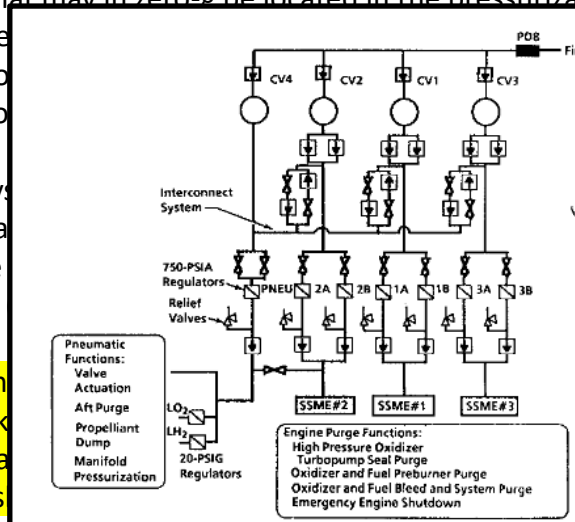 PD8
Fi
CV4
CV2
CV1
CV3
Interconnect
System
750-PSIA
Regulators
PNEU
2A
2B
1A
1B
3A
3B
Relief
Valves
Pneumatic
Functions:
Valve
Actuation
Aft Purge
Propelliant
Dump
Manifold
Pressurization
LO2
LH2
20-PSIG
Regulators
SSME#2
SSME#1
SSME#3
Engine Purge Functions:
High Pressure Oxidizer
Turbopump Seal Purge
Oxidizer and Fuel Preburner Purge
Oxidizer and Fuel Bleed and System Purge
Emergency Engine Shutdown